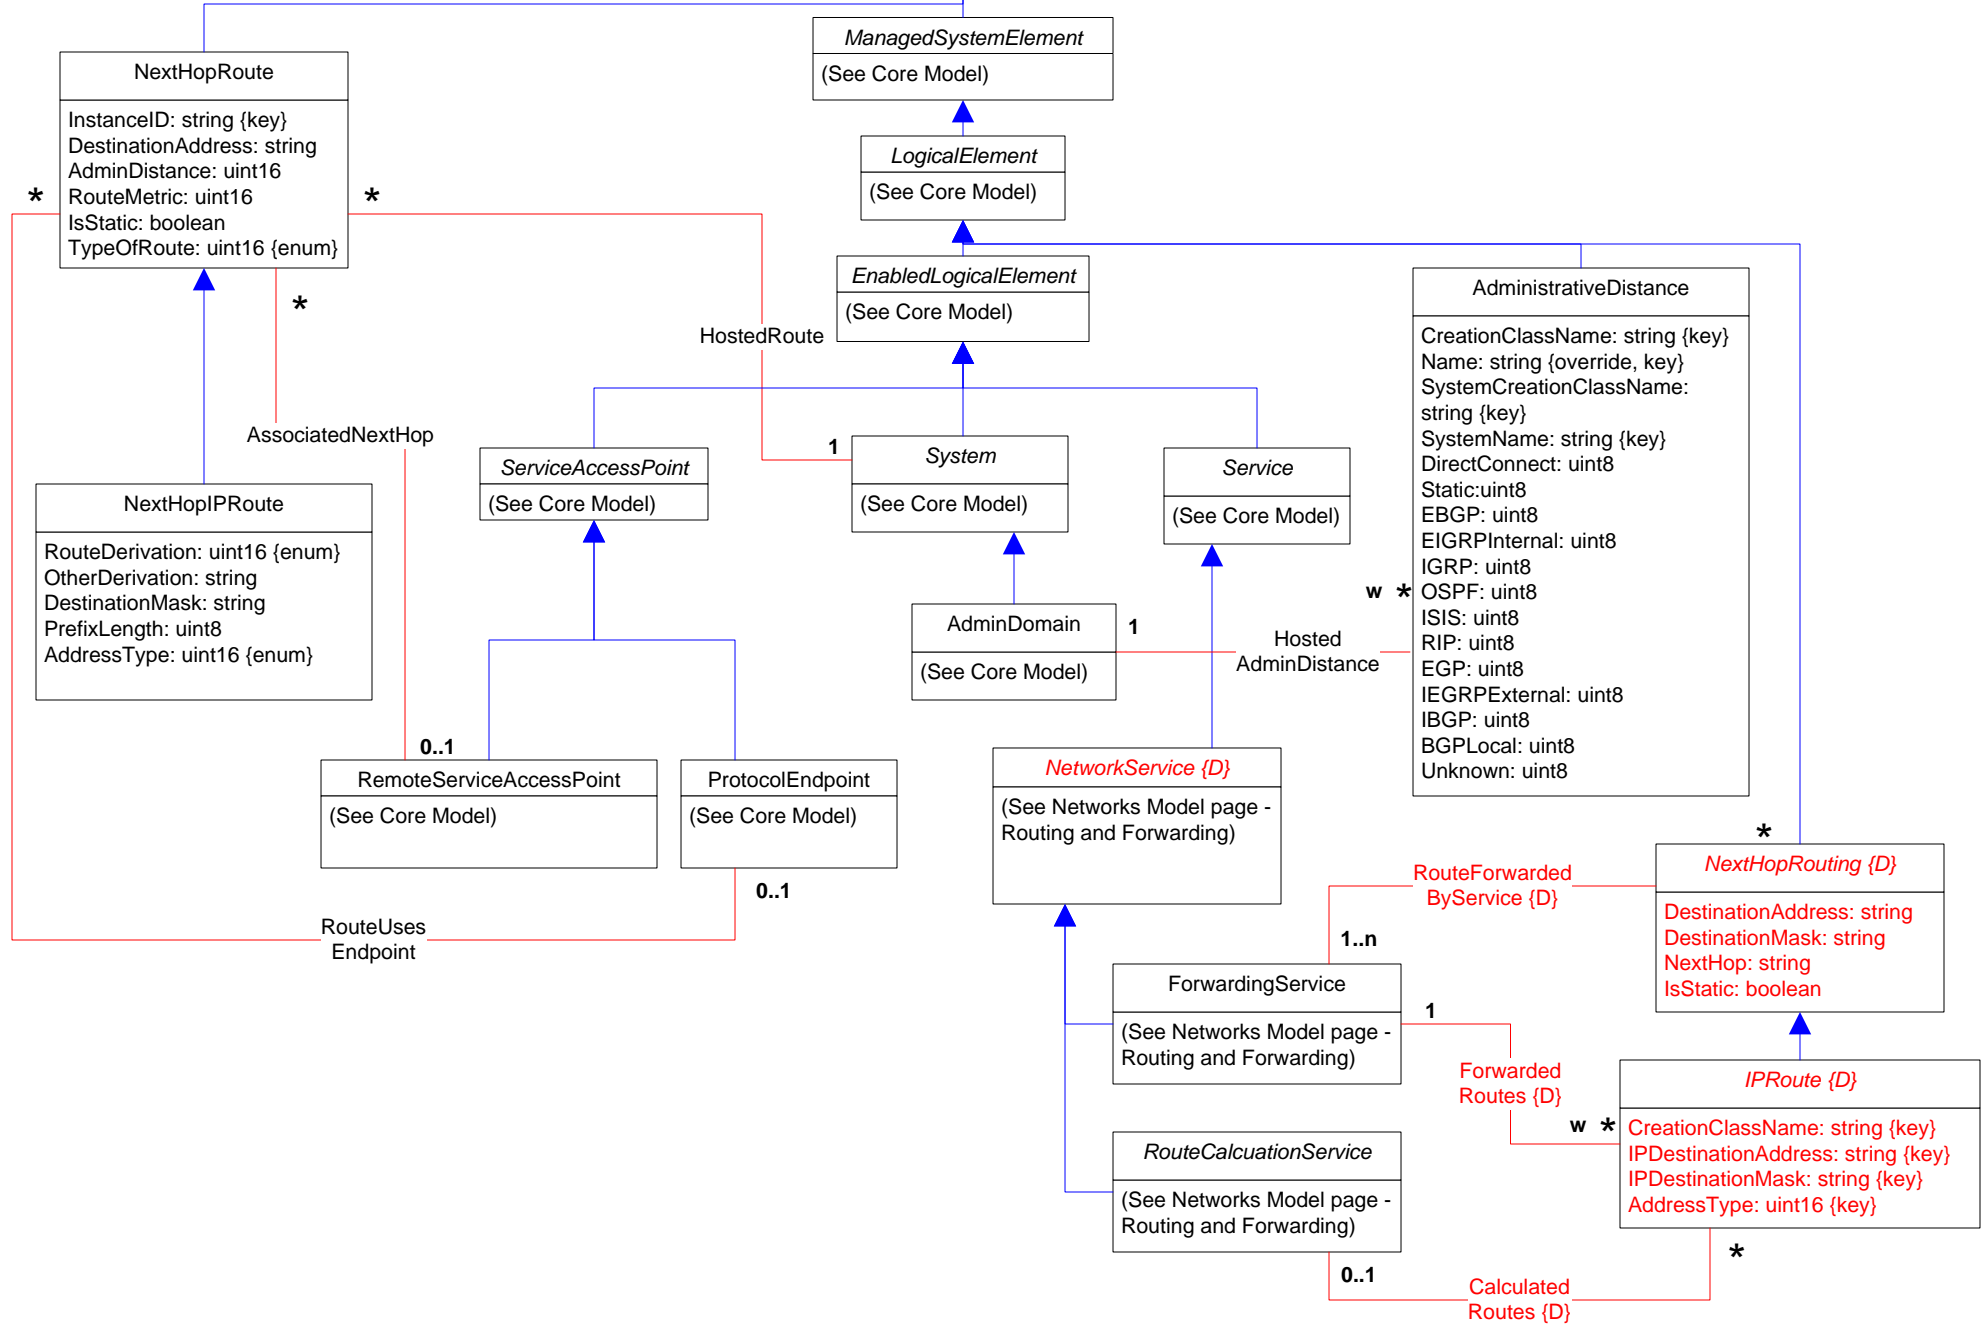 ManagedSystemElement
(See Core Model)
NextHopRoute
InstanceID: string {key}
DestinationAddress: string
AdminDistance: uint16
RouteMetric: uint16
IsStatic: boolean
TypeOfRoute: uint16 {enum}
*
*
*
LogicalElement
(See Core Model)
EnabledLogicalElement
(See Core Model)
HostedRoute
AdministrativeDistance
CreationClassName: string {key}
Name: string {override, key}
SystemCreationClassName:
string {key}
SystemName: string {key}
DirectConnect: uint8
Static:uint8
EBGP: uint8
EIGRPInternal: uint8
IGRP: uint8
OSPF: uint8
ISIS: uint8
RIP: uint8
EGP: uint8
IEGRPExternal: uint8
IBGP: uint8
BGPLocal: uint8
Unknown: uint8
AssociatedNextHop
1
ServiceAccessPoint
(See Core Model)
System
(See Core Model)
Service
(See Core Model)
NextHopIPRoute
RouteDerivation: uint16 {enum}
OtherDerivation: string
DestinationMask: string
PrefixLength: uint8
AddressType: uint16 {enum}
w *
AdminDomain
(See Core Model)
1
Hosted
AdminDistance
0..1
RemoteServiceAccessPoint
(See Core Model)
ProtocolEndpoint
(See Core Model)
0..1
RouteUses
Endpoint
NetworkService {D}
(See Networks Model page -
Routing and Forwarding)
*
NextHopRouting {D}
DestinationAddress: string
DestinationMask: string
NextHop: string
IsStatic: boolean
RouteForwarded
ByService {D}
1..n
ForwardingService
(See Networks Model page -
Routing and Forwarding)
1
Forwarded
Routes {D}
w *
IPRoute {D}
CreationClassName: string {key}
IPDestinationAddress: string {key}
IPDestinationMask: string {key}
AddressType: uint16 {key}
RouteCalcuationService
(See Networks Model page -
Routing and Forwarding)
0..1
*
Calculated
Routes {D}